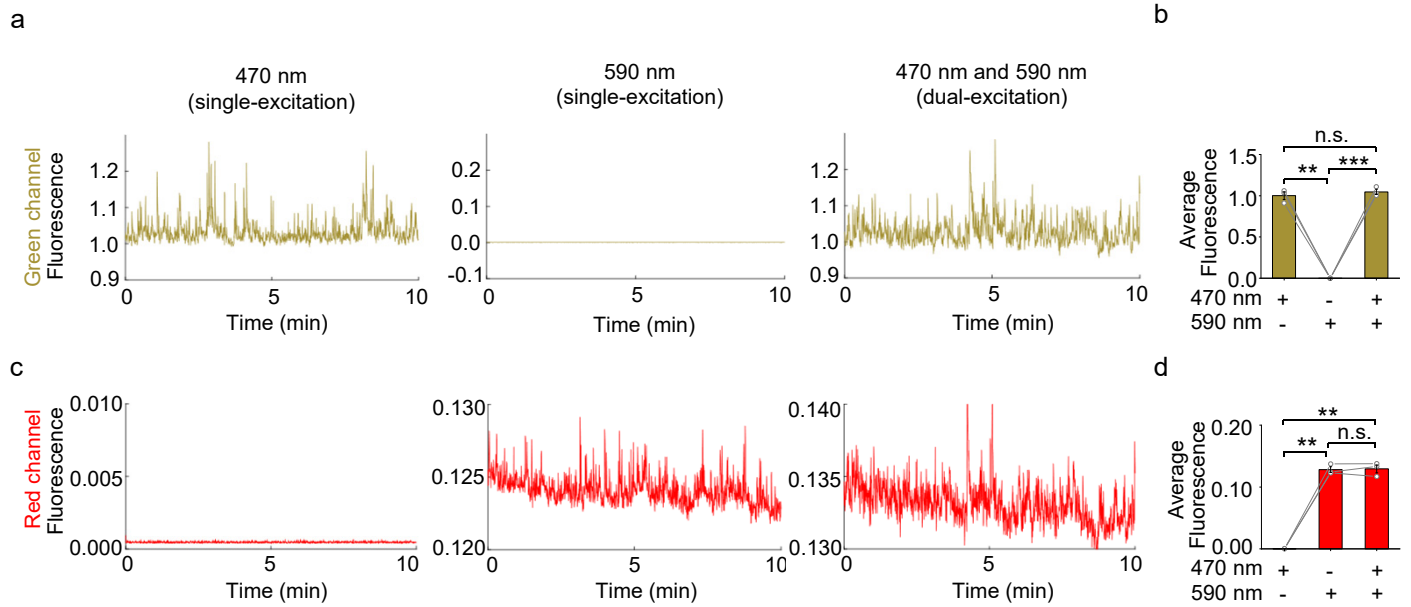 a
470 nm
(single-excitation)
590 nm
(single-excitation)
470 nm and 590 nm
(dual-excitation)
Green channel
Fluorescence
1.2
1.1
1.0
0.9
0
5
10
Time (min)
0.2
0.1
0.0
-0.1
0
5
10
Time (min)
1.2
1.1
1.0
0.9
0
5
10
Time (min)
b
n.s.
** ***
Average
Fluorescence
1.5
1.0
0.5
0.0
470 nm + - +
590 nm - + +
c
Red channel
Fluorescence
0.010
0.005
0.000
0
5
10
Time (min)
0.130
0.125
0.120
0
5
10
Time (min)
0.140
0.135
0.130
0
5
10
Time (min)
d
**
** n.s.
Average
Fluorescence
0.20
0.10
0.00
470 nm + - +
590 nm - + +